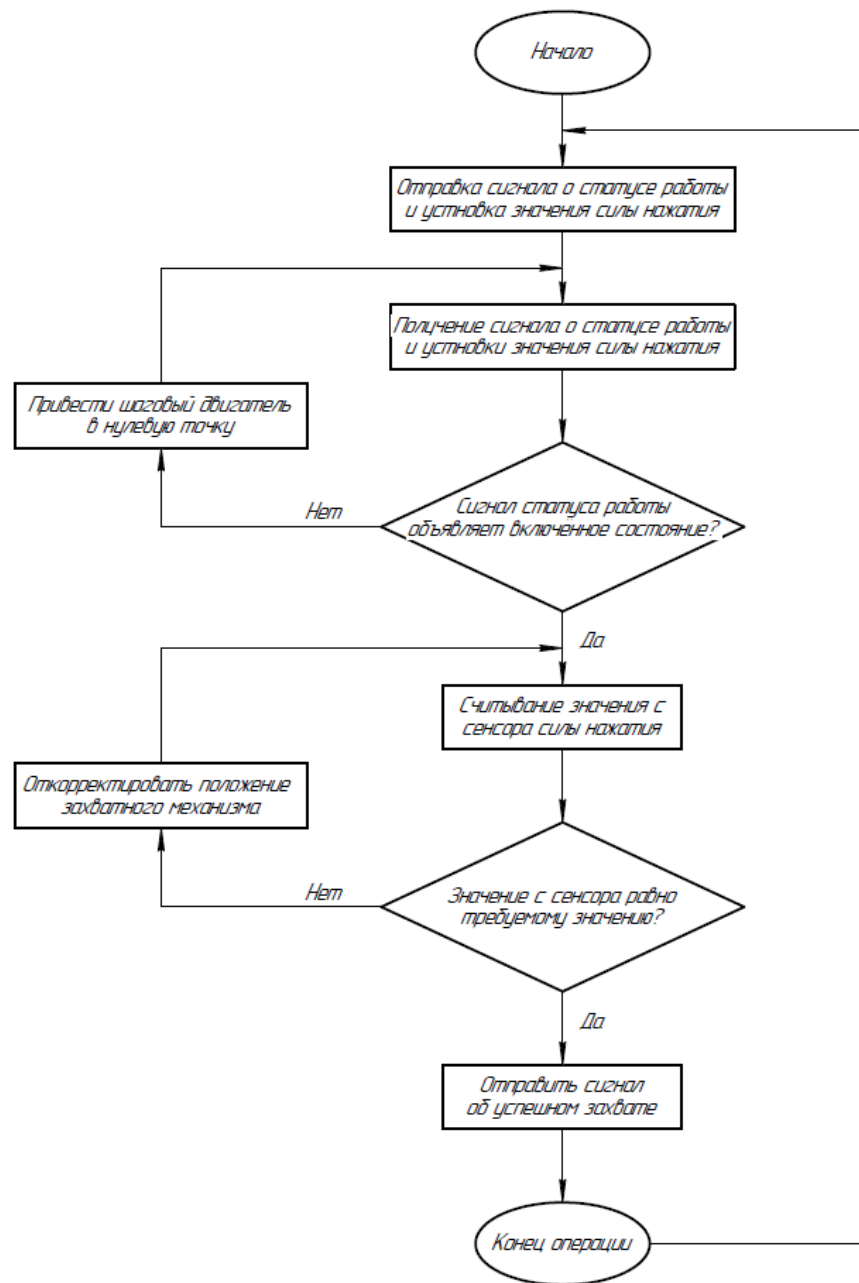 Начало
Отправка сигнала о статусе работы
и устновка значения силы нажатия
Получение сигнала о статусе работы
и устновки значения силы нажатия
Привести шаговый двигатель
в нулевую точку
Нет
Сигнал статуса работы
объявляет включённое состояние?
Да
Считывание значения с
сенсора силы нажатия
Откорректировать положение
захватного механизма
Нет
Значение с сенсора равно
требуемому значению?
Да
Отправить сигнал
об успешном захвате
Конец операции